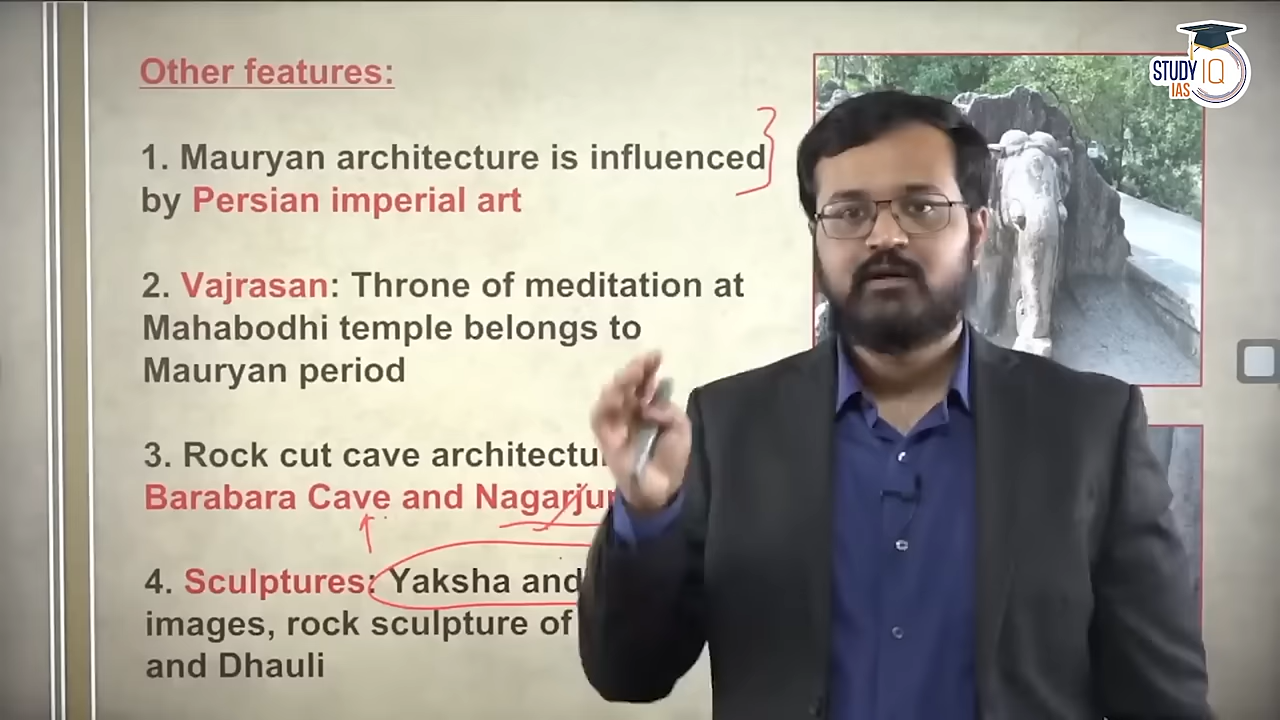 Other features:
1. Mauryan architecture is influenced
by Persian imperial art
2. Vajrasan: Throne of meditation at
Mahabodhi temple belongs to
Mauryan period
3. Rock cut cave
Barabara Cave and
4. Sculptures: Yaksha and
images, rock sculpture of
and Dhauli
STUDY IQ
IAS